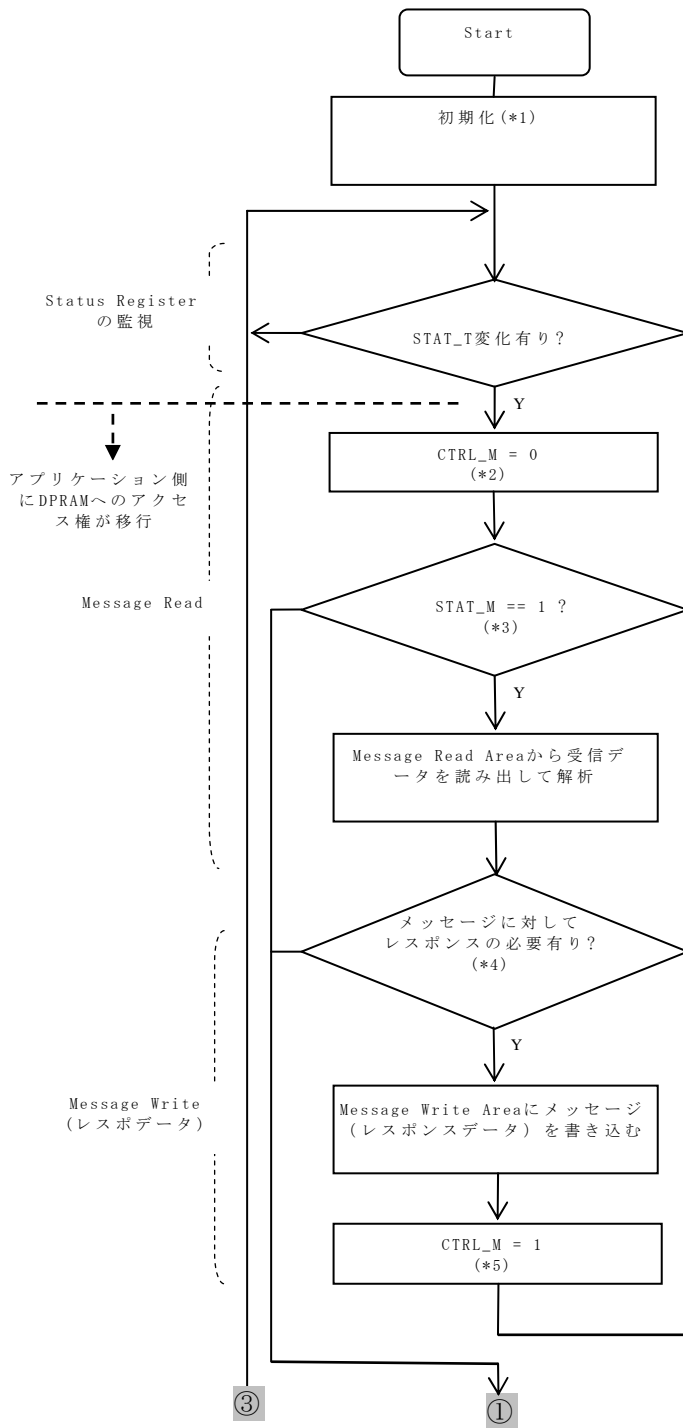 Start
初期化(*1)
Status Register
の監視
STAT_T変化有り？
Y
CTRL_M = 0
(*2)
アプリケーション側
にDPRAMへのアクセ
ス権が移行
Message Read
STAT_M == 1 ？
(*3)
Y
Message Read Areaから受信デ
ータを読み出して解析
メッセージに対して
レスポンスの必要有り？
(*4)
Y
Message Write
(レスポデータ)
Message Write Areaにメッセージ
(レスポンスデータ) を書き込む
CTRL_M = 1
(*5)
③
①